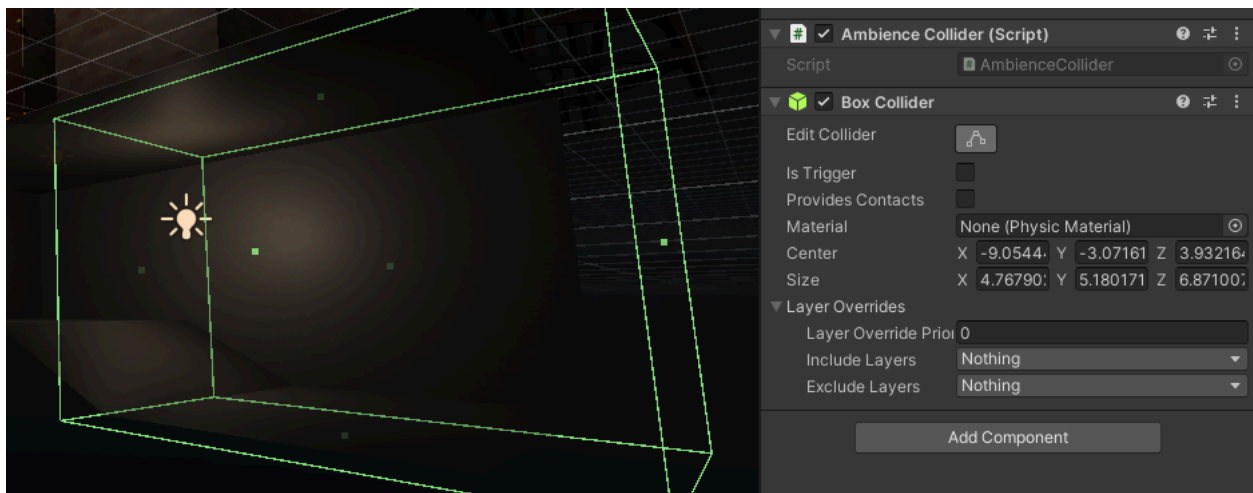 # Ambience Collider (Script)
Script # AmbienceCollider
Box Collider
Edit Collider
Is Trigger
Provides Contacts
Material None (Physic Material)
Center X -9.0544 Y -3.07161 Z 3.93216
Size X 4.76790 Y 5.180171 Z 6.871007
Layer Overrides
Layer Override Prior 0
Include Layers Nothing
Exclude Layers Nothing
Add Component